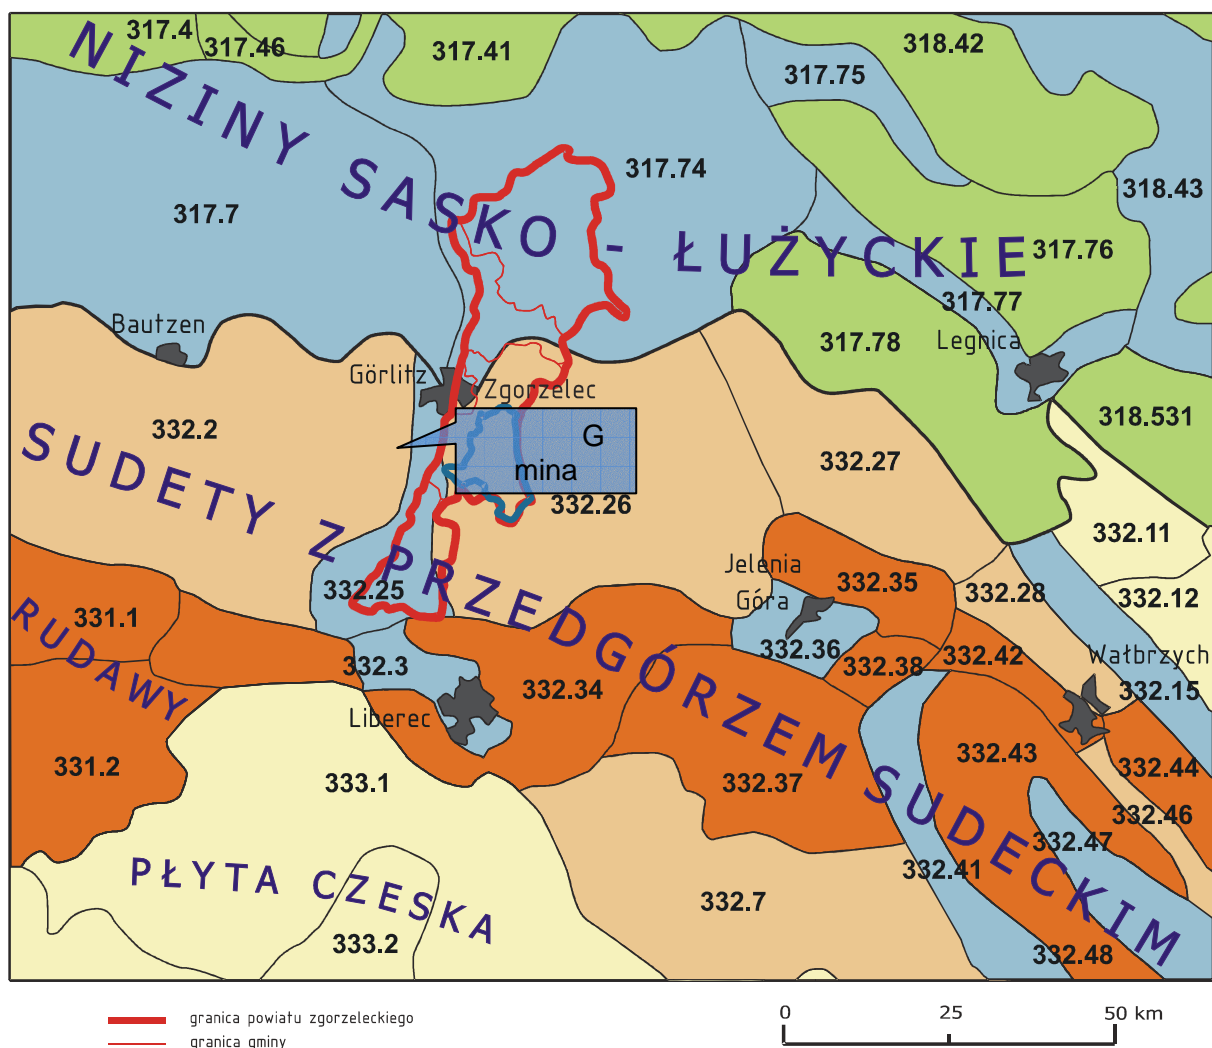 317.4
317.46
317.41
318.42
317.75
NIZINY SASKO - ŁUŻYCKIE
317.74
318.43
317.7
317.76
317.77
Bautzen
317.78
Legnica
Görlitz
Zgorzelec
318.531
332.2
G
mina
332.27
332.26
SUDETY Z PRZEDGÓRZEM SUDECKIM
332.11
Jelenia
Góra
332.25
332.35
332.28
332.12
331.1
RUDAWY
332.36
332.38
332.42
Wałbrzych
332.3
332.34
332.15
Liberec
331.2
333.1
332.37
332.43
332.44
332.46
332.47
PŁYTA CZESKA
332.41
332.7
333.2
332.48
granica powiatu zgorzeleckiego
granica gminy
0 25 50 km